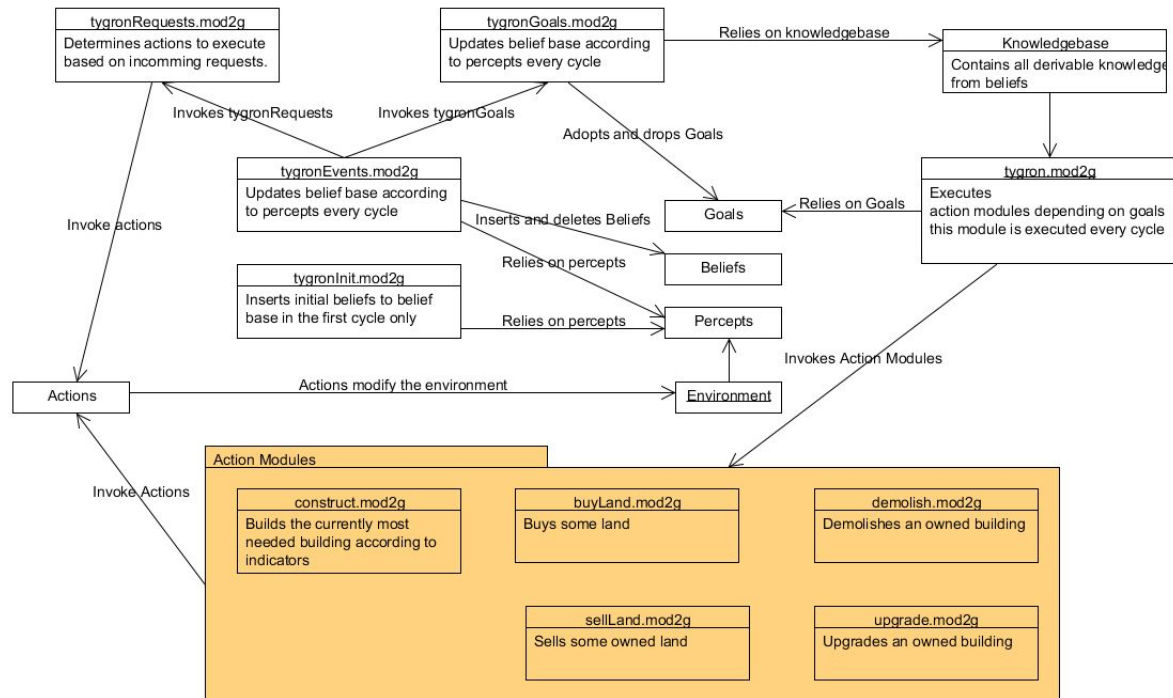 tygronRequests.mod2g
Determines actions to execute
based on incomming requests.
tygronGoals.mod2g
Updates belief base according
to percepts every cycle
Relies on knowledgebase
Knowledgebase
Contains all derivable knowledge
from beliefs
Invokes tygronRequests
Invokes tygronGoals
Adopts and drops Goals
tygronEvents.mod2g
Updates belief base according
to percepts every cycle
tygron.mod2g
Executes
action modules depending on goals
this module is executed every cycle
Invoke actions
Inserts and deletes Beliefs
Goals
Relies on Goals
Relies on percepts
Beliefs
tygronInit.mod2g
Inserts initial beliefs to belief
base in the first cycle only
Relies on percepts
Percepts
Invokes Action Modules
Actions
Actions modify the environment
Environment
Action Modules
Invoke Actions
construct.mod2g
Builds the currently most
needed building according to
indicators
buyLand.mod2g
Buys some land
demolish.mod2g
Demolishes an owned building
sellLand.mod2g
Sells some owned land
upgrade.mod2g
Upgrades an owned building